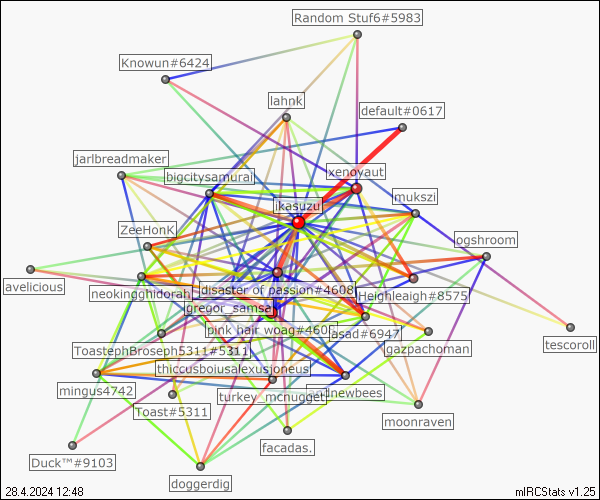 Random Stuf6#5983
Knowun#6424
lahnk
default#0617
jarlbreadmaker
bigcitysamurai
xenoyaut
mukszi
ikasuzu
ZeeHonK
ogshroom
avelicious
neokingghidorah
disaster of passion#4608
Heighleaigh#8575
gregor_samsa
pink hair woag#460
asad#6947
tescoroll
ToastephBroseph5311#5311
gazpachoman
thiccusboiusalexusjoneus
mingus4742
turkey_mcnugget
newbees
Toast#5311
moonraven
facadas.
Duck™#9103
doggerdig
28.4.2024 12:48
mIRCStats v1.25